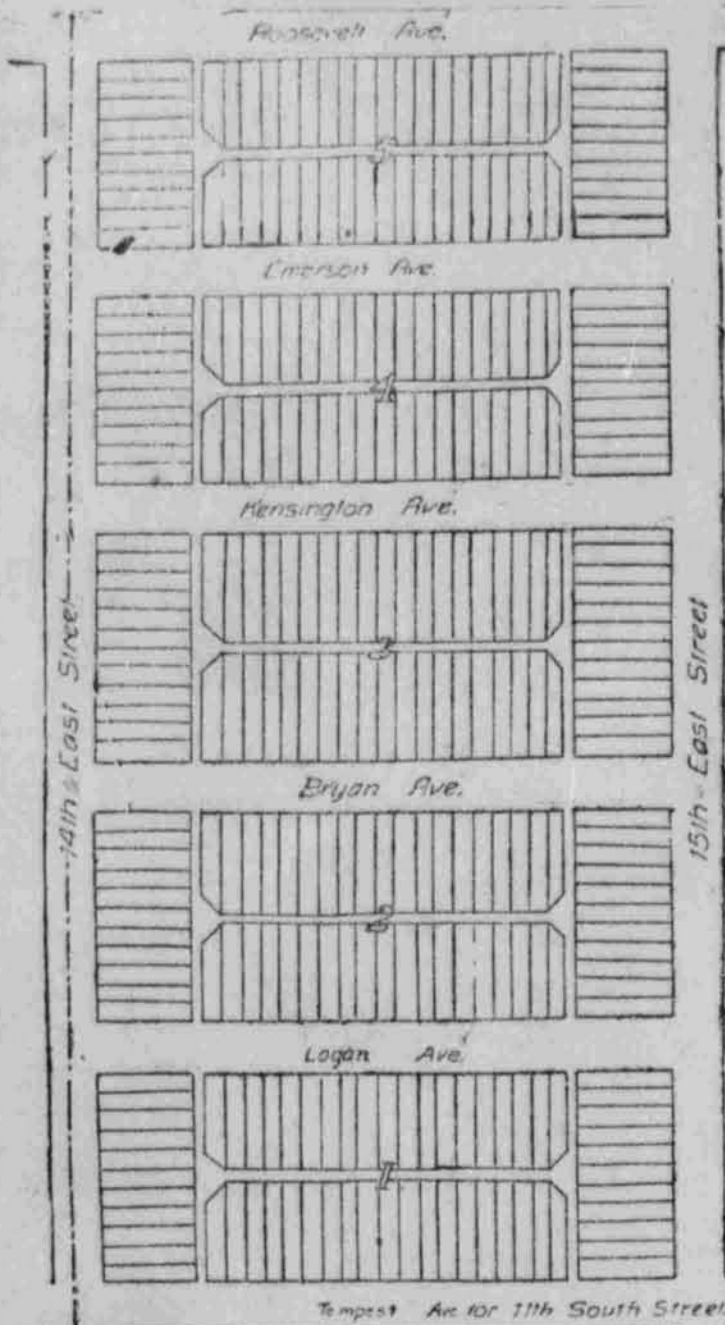 Roosevelt Ave.
5
Emerson Ave.
4
Kensington Ave.
3
Bryan Ave.
2
Logan Ave.
1
14th East Street
15th East Street
Tempest Ave or 11th South Street